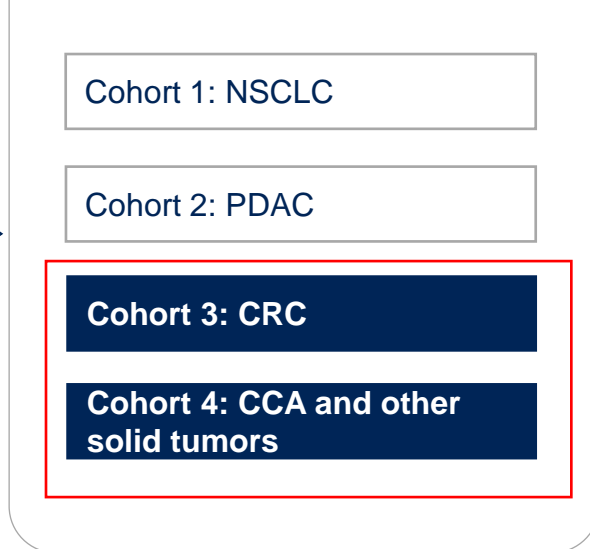 Cohort 1: NSCLC
Cohort 2: PDAC
Cohort 3: CRC
Cohort 4: CCA and other
solid tumors